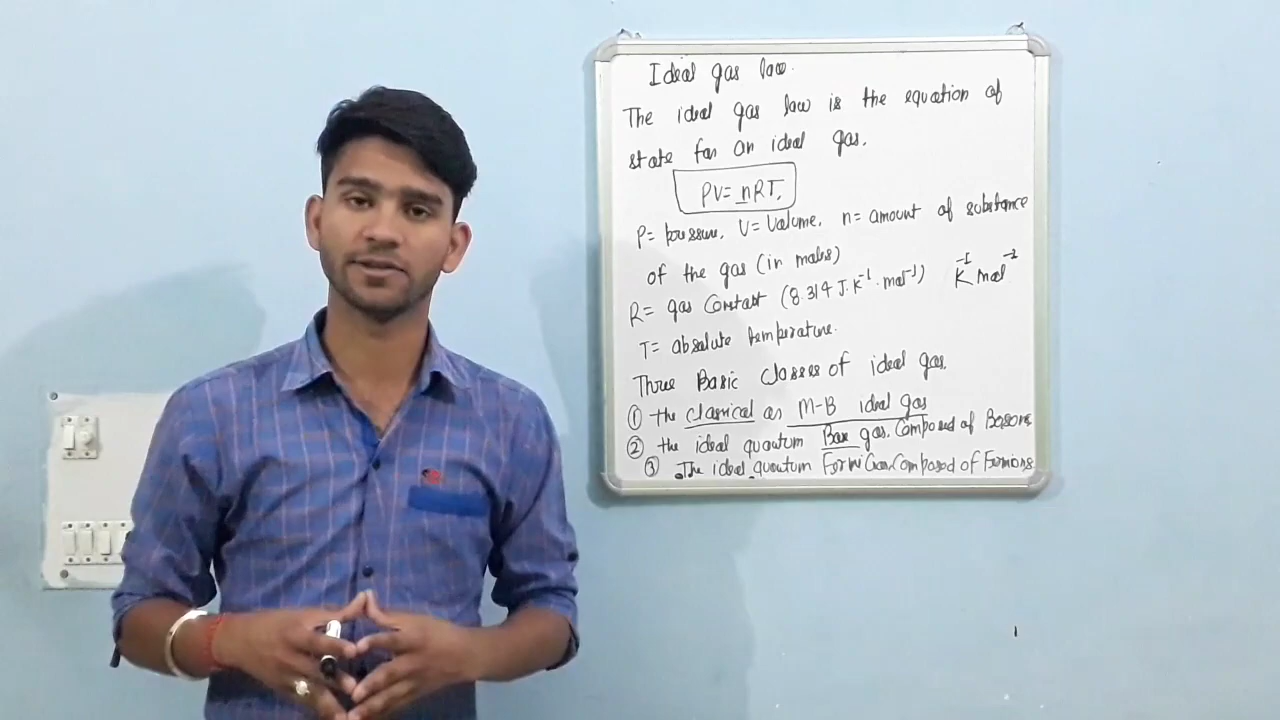 Ideal gas law.
The ideal gas law is the equation of
state for an ideal gas.
PV = nRT,
P = pressure, V = Volume, n = amount of substance
of the gas (in moles)
R = gas Constant (8.314 J.K⁻¹.mol⁻¹) K⁻¹ mol⁻¹
T = absolute temperature.
Three Basic Classes of ideal gas.
① The classical or M-B ideal gas
② the ideal quantum Bose gas, Composed of Bosons
③ The ideal quantum Fermi Gas, Composed of Fermions